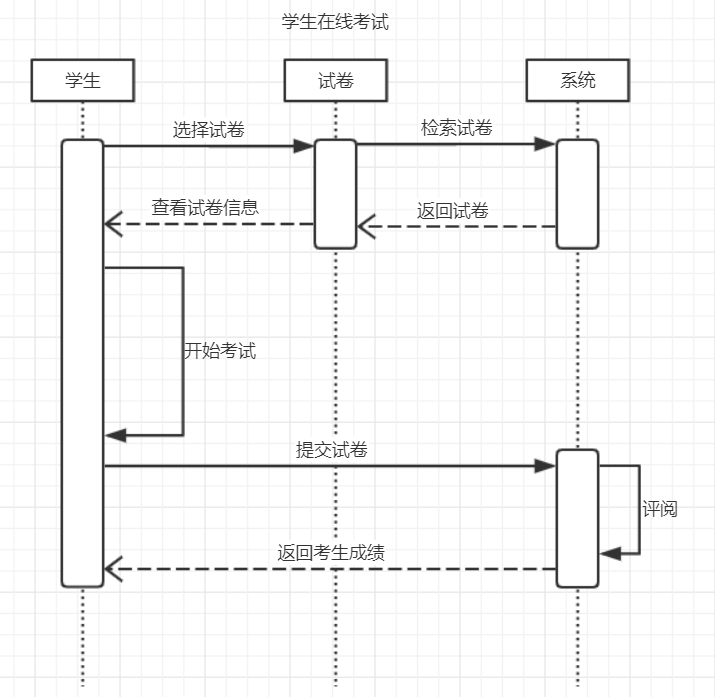 学生在线考试
学生
试卷
系统
选择试卷
检索试卷
查看试卷信息
返回试卷
开始考试
提交试卷
评阅
返回考生成绩